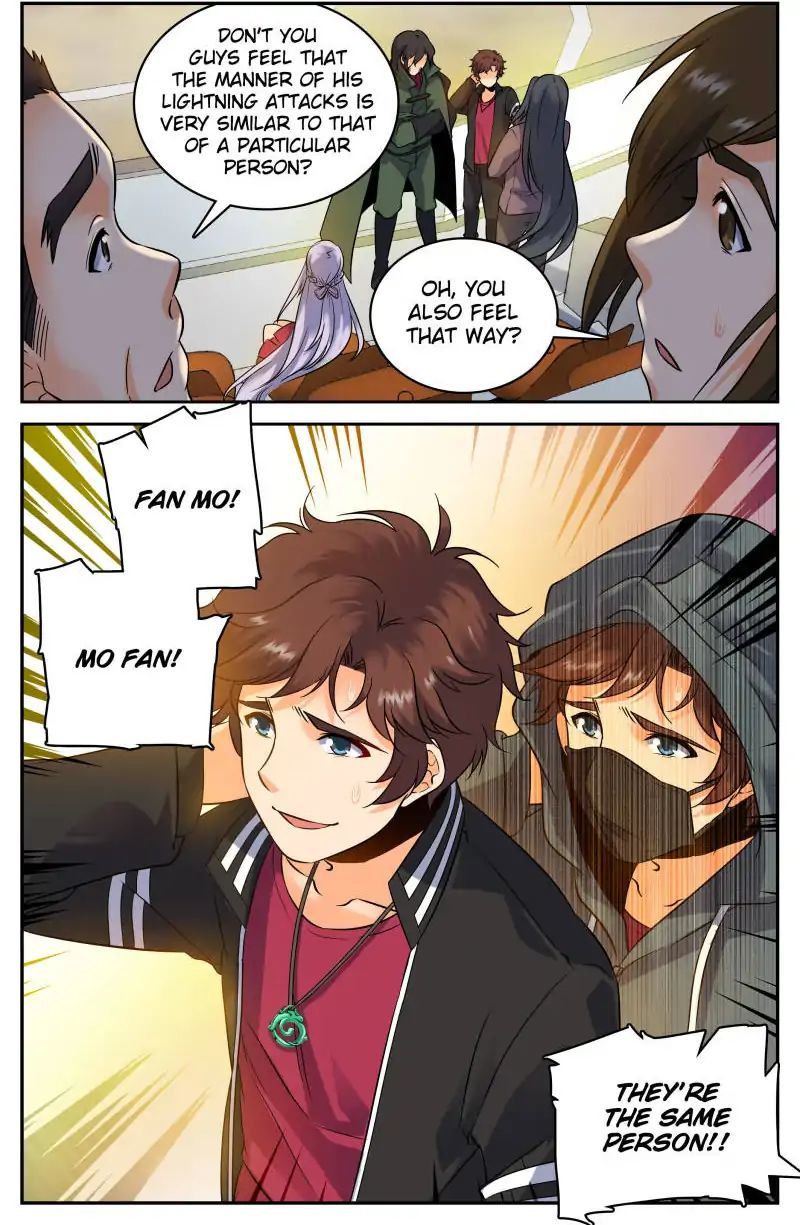 DON'T YOU
GUYS FEEL THAT
THE MANNER OF HIS
LIGHTNING ATTACKS IS
VERY SIMILAR TO THAT
OF A PARTICULAR
PERSON?
OH, YOU
ALSO FEEL
THAT WAY?
FAN MO!
MO FAN!
THEY'RE
THE SAME
PERSON!!